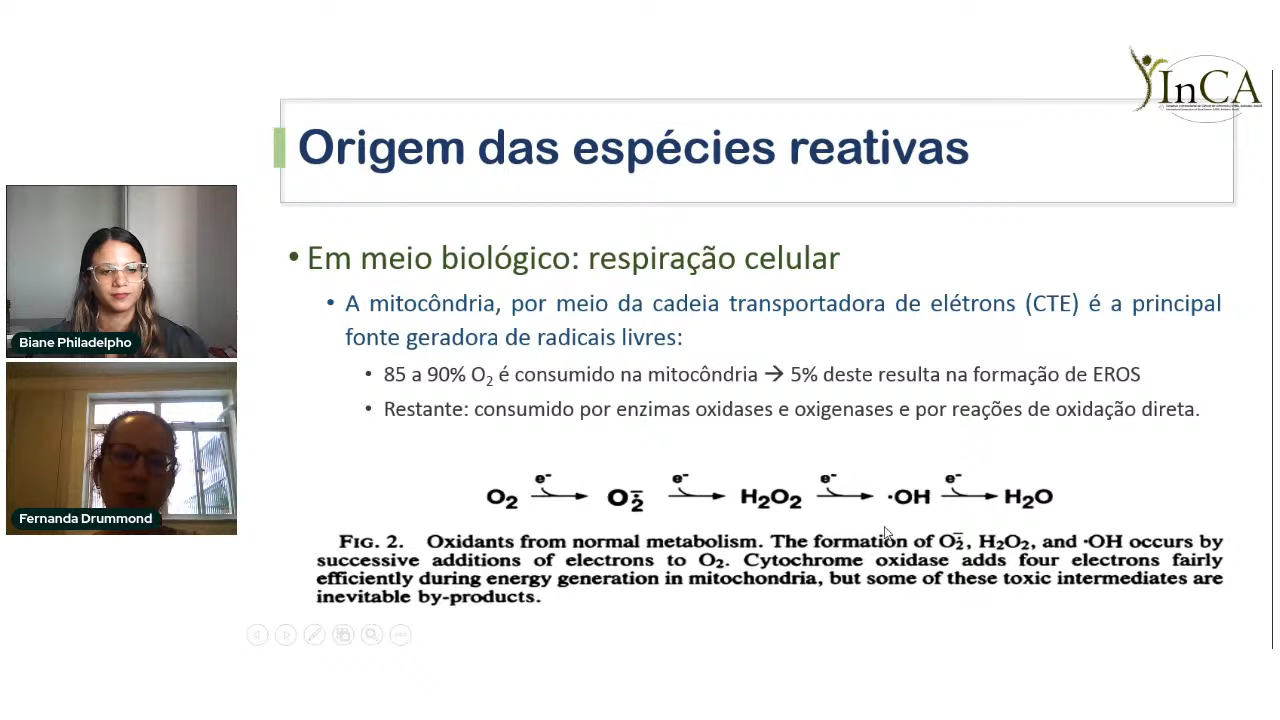 InCA
Origem das espécies reativas
• Em meio biológico: respiração celular
• A mitocôndria, por meio da cadeia transportadora de elétrons (CTE) é a principal
fonte geradora de radicais livres:
• 85 a 90% O₂ é consumido na mitocôndria → 5% deste resulta na formação de EROS
• Restante: consumido por enzimas oxidases e oxigenases e por reações de oxidação direta.
Biane Philadelpho
Fernanda Drummond
e⁻ e⁻ e⁻ e⁻
O₂ → O₂⁻ → H₂O₂ → ·OH → H₂O
FIG. 2. Oxidants from normal metabolism. The formation of O₂⁻, H₂O₂, and ·OH occurs by
successive additions of electrons to O₂. Cytochrome oxidase adds four electrons fairly
efficiently during energy generation in mitochondria, but some of these toxic intermediates are
inevitable by-products.